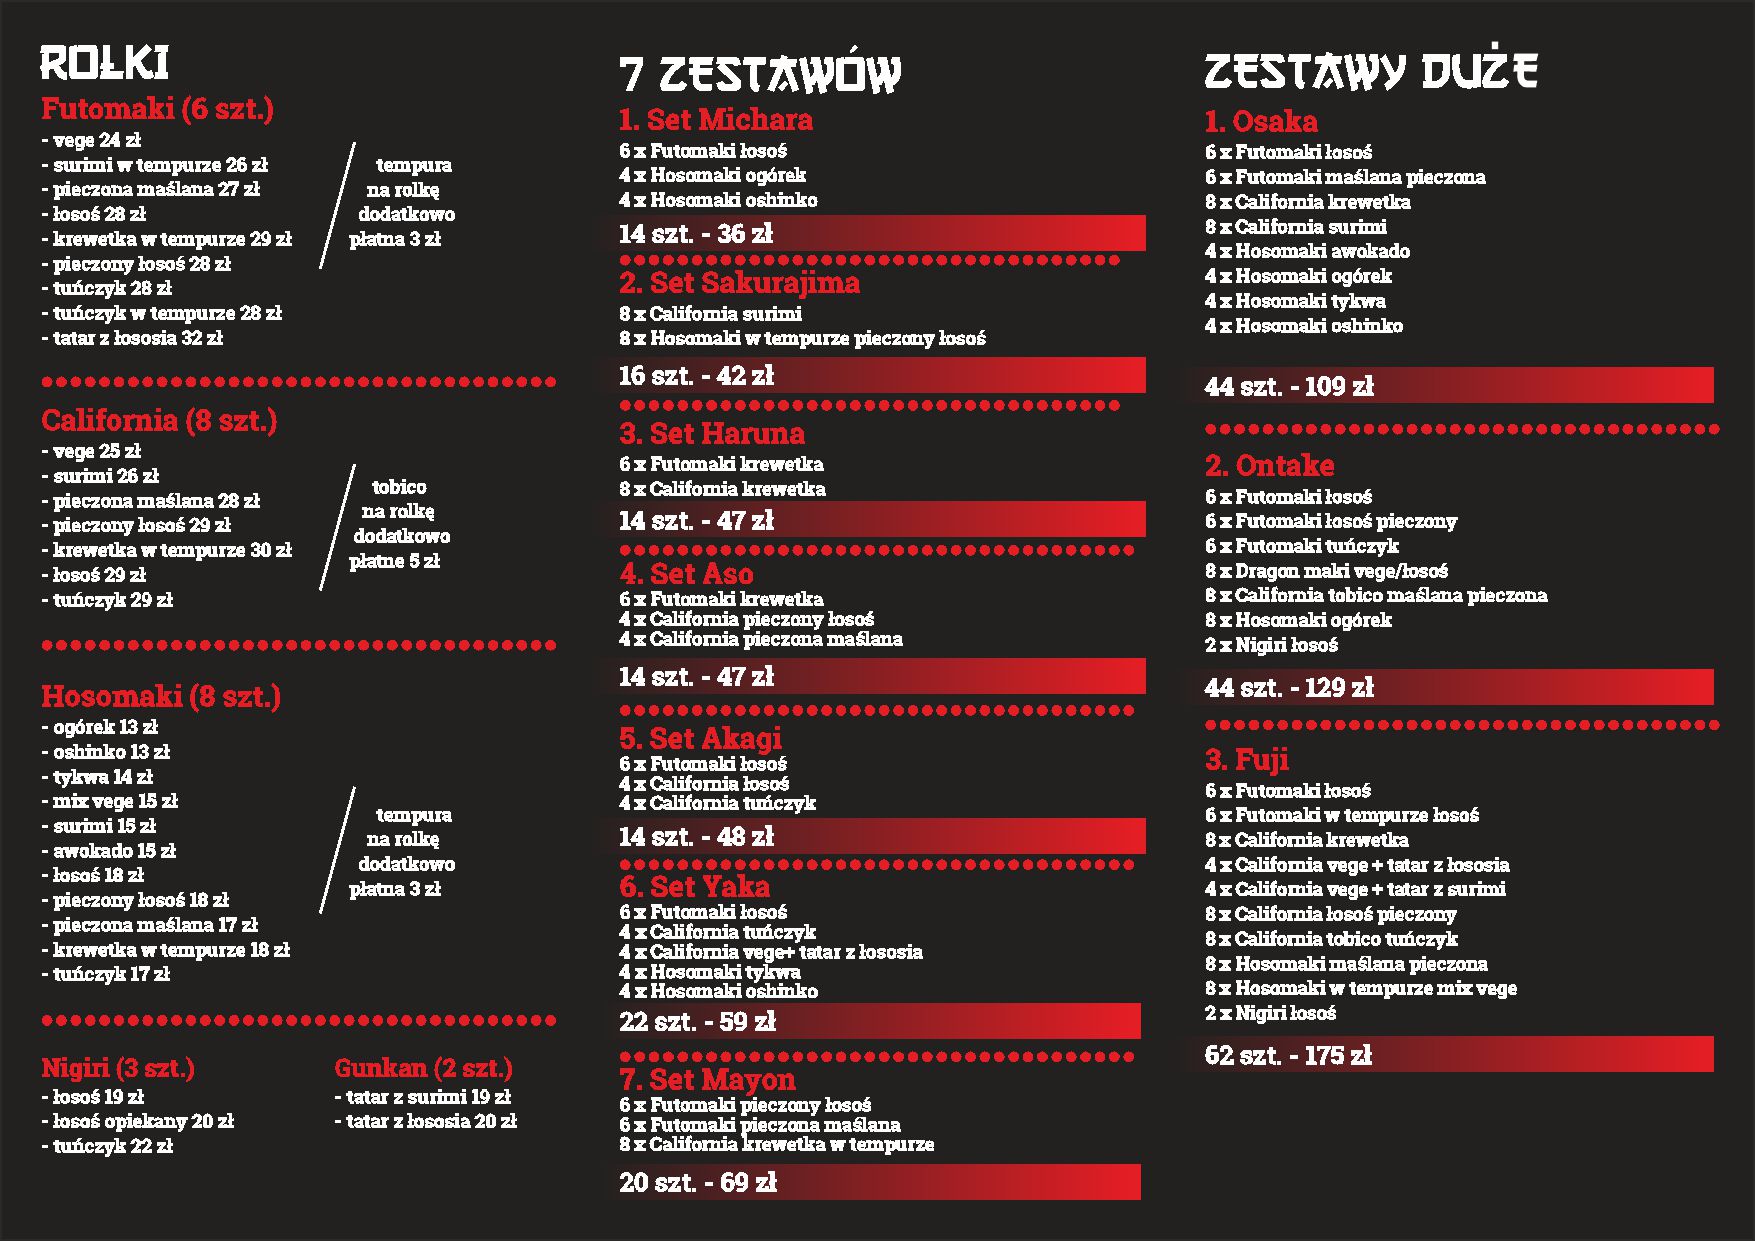 ROŁKI
Futomaki (6 szt.)
- vege 24 zł
- surimi w tempurze 26 zł
- pieczona maślana 27 zł
- łosoś 28 zł
- krewetka w tempurze 29 zł
- pieczony łosoś 28 zł
- tuńczyk 28 zł
- tuńczyk w tempurze 28 zł
- tatar z łososia 32 zł
tempura
na rolkę
dodatkowo
płatna 3 zł
California (8 szt.)
- vege 25 zł
- surimi 26 zł
- pieczona maślana 28 zł
- pieczony łosoś 29 zł
- krewetka w tempurze 30 zł
- łosoś 29 zł
- tuńczyk 29 zł
tobico
na rolkę
dodatkowo
płatne 5 zł
Hosomaki (8 szt.)
- ogórek 13 zł
- oshinko 13 zł
- tykwa 14 zł
- mix vege 15 zł
- surimi 15 zł
- awokado 15 zł
- łosoś 18 zł
- pieczony łosoś 18 zł
- pieczona maślana 17 zł
- krewetka w tempurze 18 zł
- tuńczyk 17 zł
tempura
na rolkę
dodatkowo
płatna 3 zł
Nigiri (3 szt.)
- łosoś 19 zł
- łosoś opiekany 20 zł
- tuńczyk 22 zł
Gunkan (2 szt.)
- tatar z surimi 19 zł
- tatar z łososia 20 zł
7 ZESTAWÓW
1. Set Michara
6 x Futomaki łosoś
4 x Hosomaki ogórek
4 x Hosomaki oshinko
14 szt. - 36 zł
2. Set Sakurajima
8 x California surimi
8 x Hosomaki w tempurze pieczony łosoś
16 szt. - 42 zł
3. Set Haruna
6 x Futomaki krewetka
8 x California krewetka
14 szt. - 47 zł
4. Set Aso
6 x Futomaki krewetka
4 x California pieczony łosoś
4 x California pieczona maślana
14 szt. - 47 zł
5. Set Akagi
6 x Futomaki łosoś
4 x California łosoś
4 x California tuńczyk
14 szt. - 48 zł
6. Set Yaka
6 x Futomaki łosoś
4 x California tuńczyk
4 x California vege+ tatar z łososia
4 x Hosomaki tykwa
4 x Hosomaki oshinko
22 szt. - 59 zł
7. Set Mayon
6 x Futomaki pieczony łosoś
6 x Futomaki pieczona maślana
8 x California krewetka w tempurze
20 szt. - 69 zł
ZESTAWY DUŻE
1. Osaka
6 x Futomaki łosoś
6 x Futomaki maślana pieczona
8 x California krewetka
8 x California surimi
4 x Hosomaki awokado
4 x Hosomaki ogórek
4 x Hosomaki tykwa
4 x Hosomaki oshinko
44 szt. - 109 zł
2. Ontake
6 x Futomaki łosoś
6 x Futomaki łosoś pieczony
6 x Futomaki tuńczyk
8 x Dragon maki vege/łosoś
8 x California tobico maślana pieczona
8 x Hosomaki ogórek
2 x Nigiri łosoś
44 szt. - 129 zł
3. Fuji
6 x Futomaki łosoś
6 x Futomaki w tempurze łosoś
8 x California krewetka
4 x California vege + tatar z łososia
4 x California vege + tatar z surimi
8 x California łosoś pieczony
8 x California tobico tuńczyk
8 x Hosomaki maślana pieczona
8 x Hosomaki w tempurze mix vege
2 x Nigiri łosoś
62 szt. - 175 zł